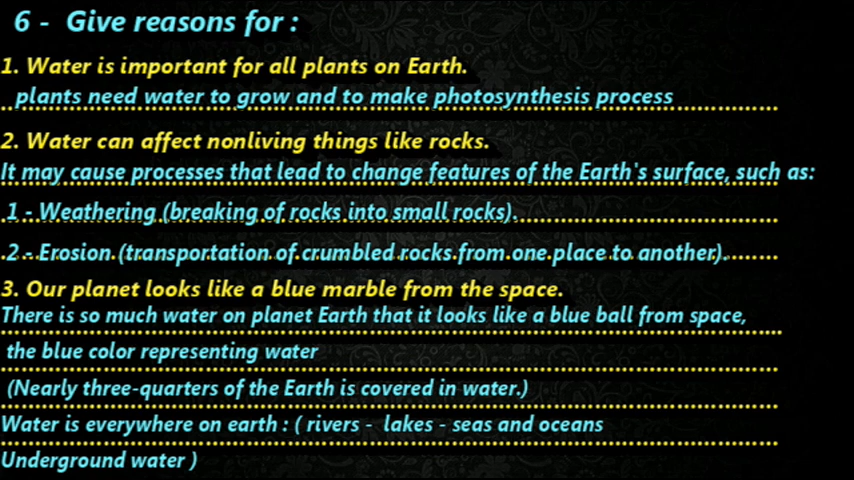 6 - Give reasons for :
1. Water is important for all plants on Earth.
plants need water to grow and to make photosynthesis process
2. Water can affect nonliving things like rocks.
It may cause processes that lead to change features of the Earth's surface, such as:
1 - Weathering (breaking of rocks into small rocks).
2 - Erosion (transportation of crumbled rocks from one place to another).
3. Our planet looks like a blue marble from the space.
There is so much water on planet Earth that it looks like a blue ball from space,
the blue color representing water
(Nearly three-quarters of the Earth is covered in water.)
Water is everywhere on earth : ( rivers - lakes - seas and oceans
Underground water )